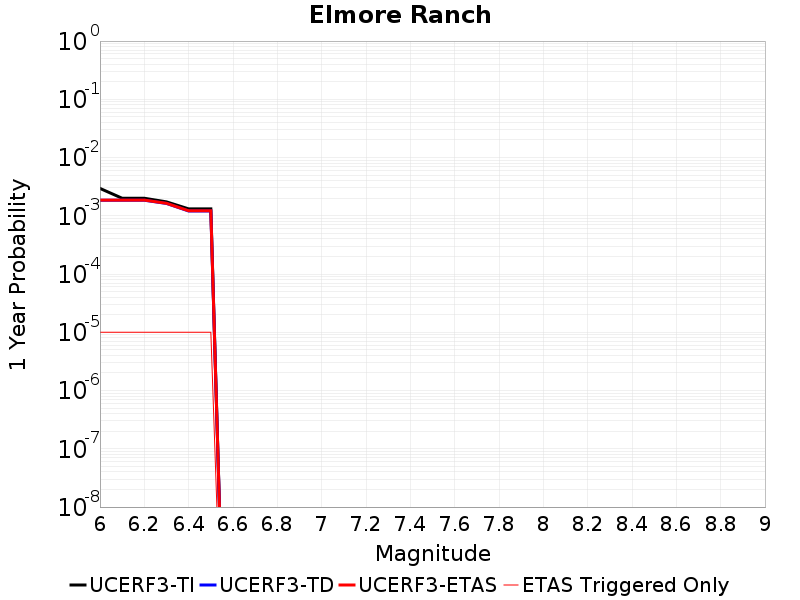 Elmore Ranch
1 Year Probability
10^0
10^-1
10^-2
10^-3
10^-4
10^-5
10^-6
10^-7
10^-8
6 6.2 6.4 6.6 6.8 7 7.2 7.4 7.6 7.8 8 8.2 8.4 8.6 8.8 9
Magnitude
UCERF3-TI UCERF3-TD UCERF3-ETAS ETAS Triggered Only